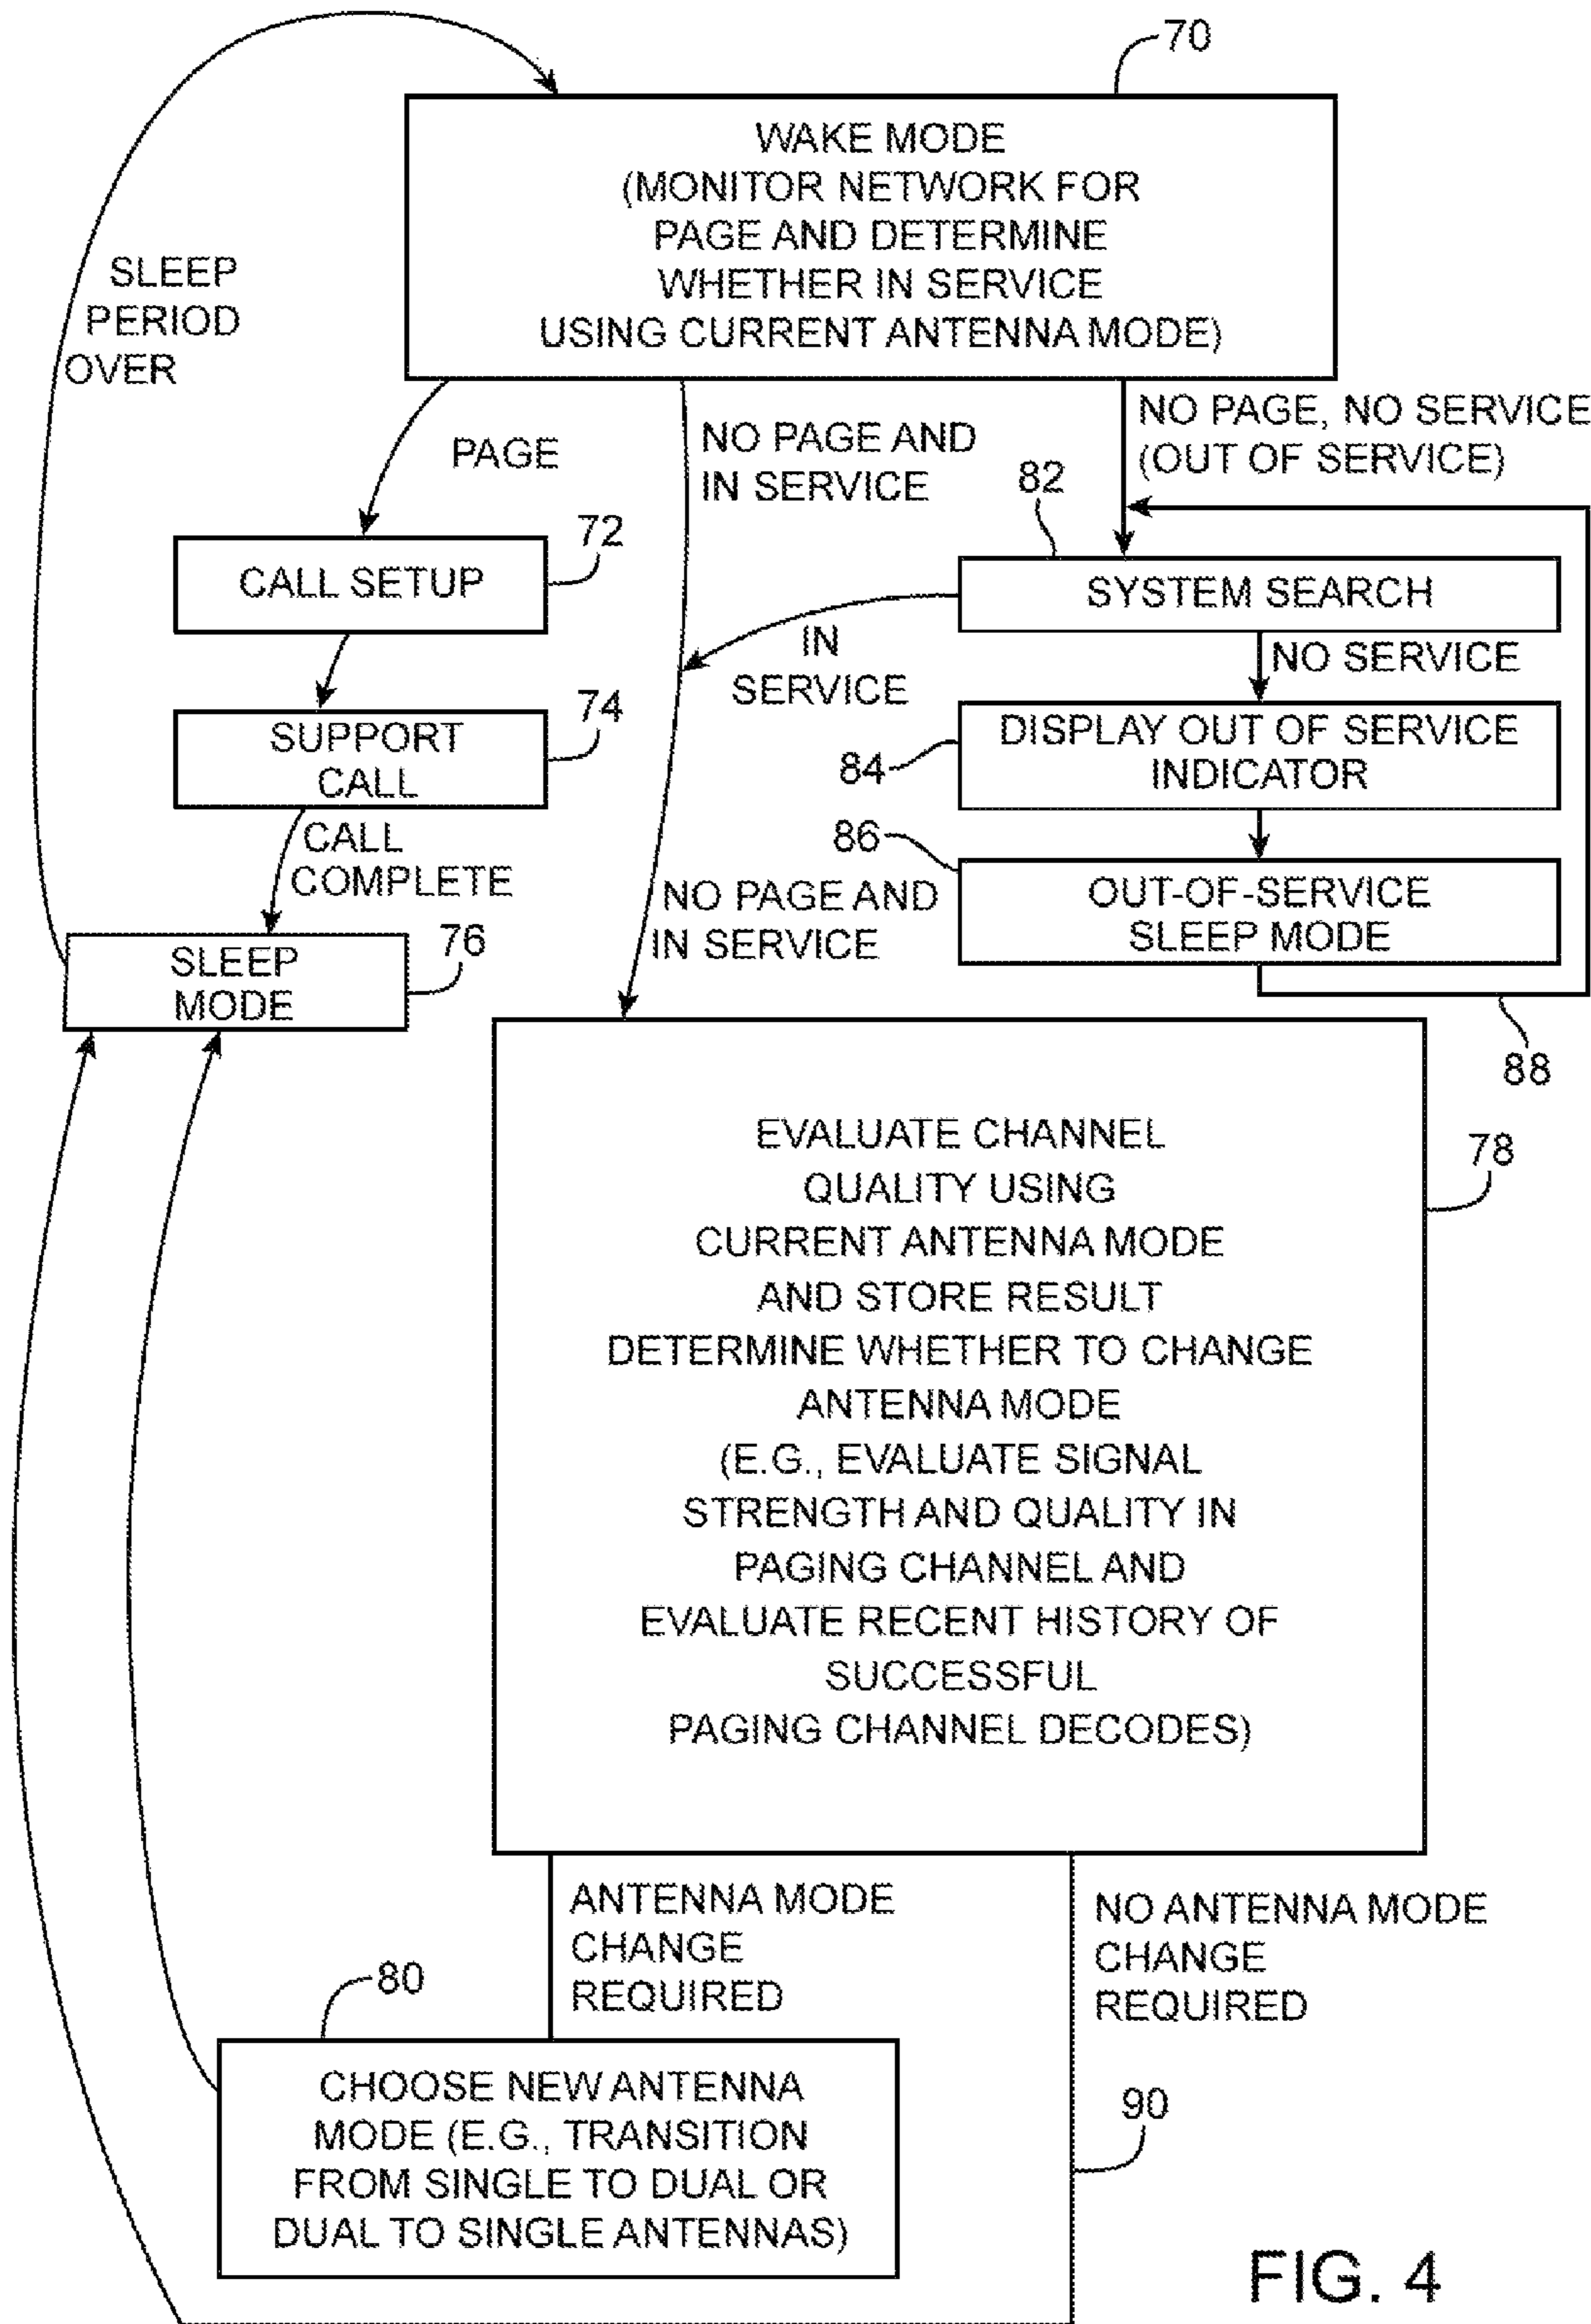 70
WAKE MODE
(MONITOR NETWORK FOR
PAGE AND DETERMINE
WHETHER IN SERVICE
USING CURRENT ANTENNA MODE)
SLEEP
PERIOD
OVER
PAGE
NO PAGE AND
IN SERVICE
NO PAGE, NO SERVICE
(OUT OF SERVICE)
82
72
CALL SETUP
SYSTEM SEARCH
IN
SERVICE
NO SERVICE
74
SUPPORT
CALL
84
DISPLAY OUT OF SERVICE
INDICATOR
CALL
COMPLETE
86
NO PAGE AND
IN SERVICE
OUT-OF-SERVICE
SLEEP MODE
76
SLEEP
MODE
88
78
EVALUATE CHANNEL
QUALITY USING
CURRENT ANTENNA MODE
AND STORE RESULT
DETERMINE WHETHER TO CHANGE
ANTENNA MODE
(E.G., EVALUATE SIGNAL
STRENGTH AND QUALITY IN
PAGING CHANNEL AND
EVALUATE RECENT HISTORY OF
SUCCESSFUL
PAGING CHANNEL DECODES)
ANTENNA MODE
CHANGE
REQUIRED
NO ANTENNA MODE
CHANGE
REQUIRED
80
CHOOSE NEW ANTENNA
MODE (E.G., TRANSITION
FROM SINGLE TO DUAL OR
DUAL TO SINGLE ANTENNAS)
90
FIG. 4